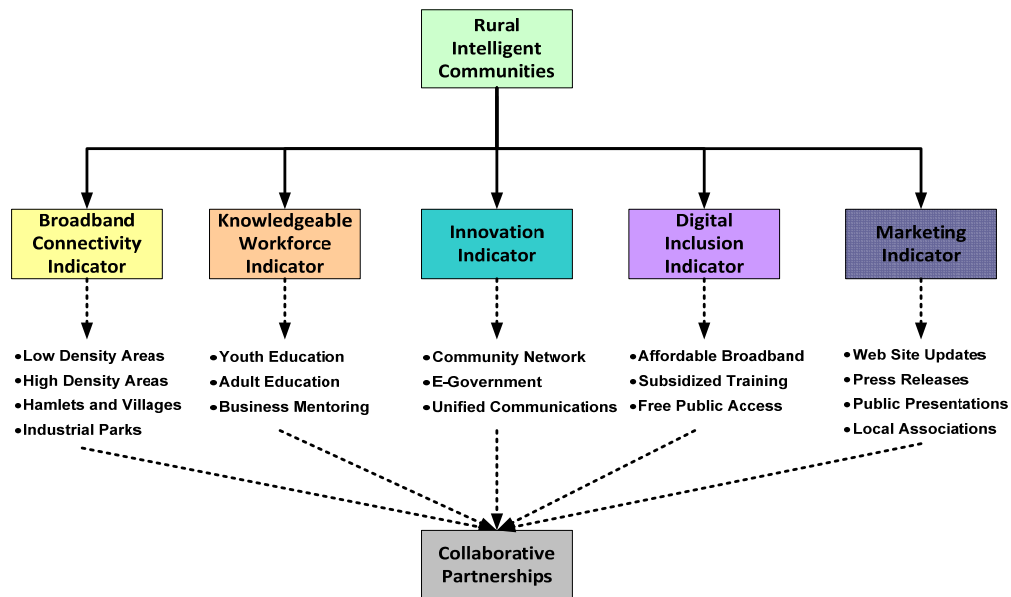 Rural
Intelligent
Communities
Broadband
Connectivity
Indicator
Knowledgeable
Workforce
Indicator
Innovation
Indicator
Digital
Inclusion
Indicator
Marketing
Indicator
•Low Density Areas
•High Density Areas
•Hamlets and Villages
•Industrial Parks
•Youth Education
•Adult Education
•Business Mentoring
•Community Network
•E-Government
•Unified Communications
•Affordable Broadband
•Subsidized Training
•Free Public Access
•Web Site Updates
•Press Releases
•Public Presentations
•Local Associations
Collaborative
Partnerships